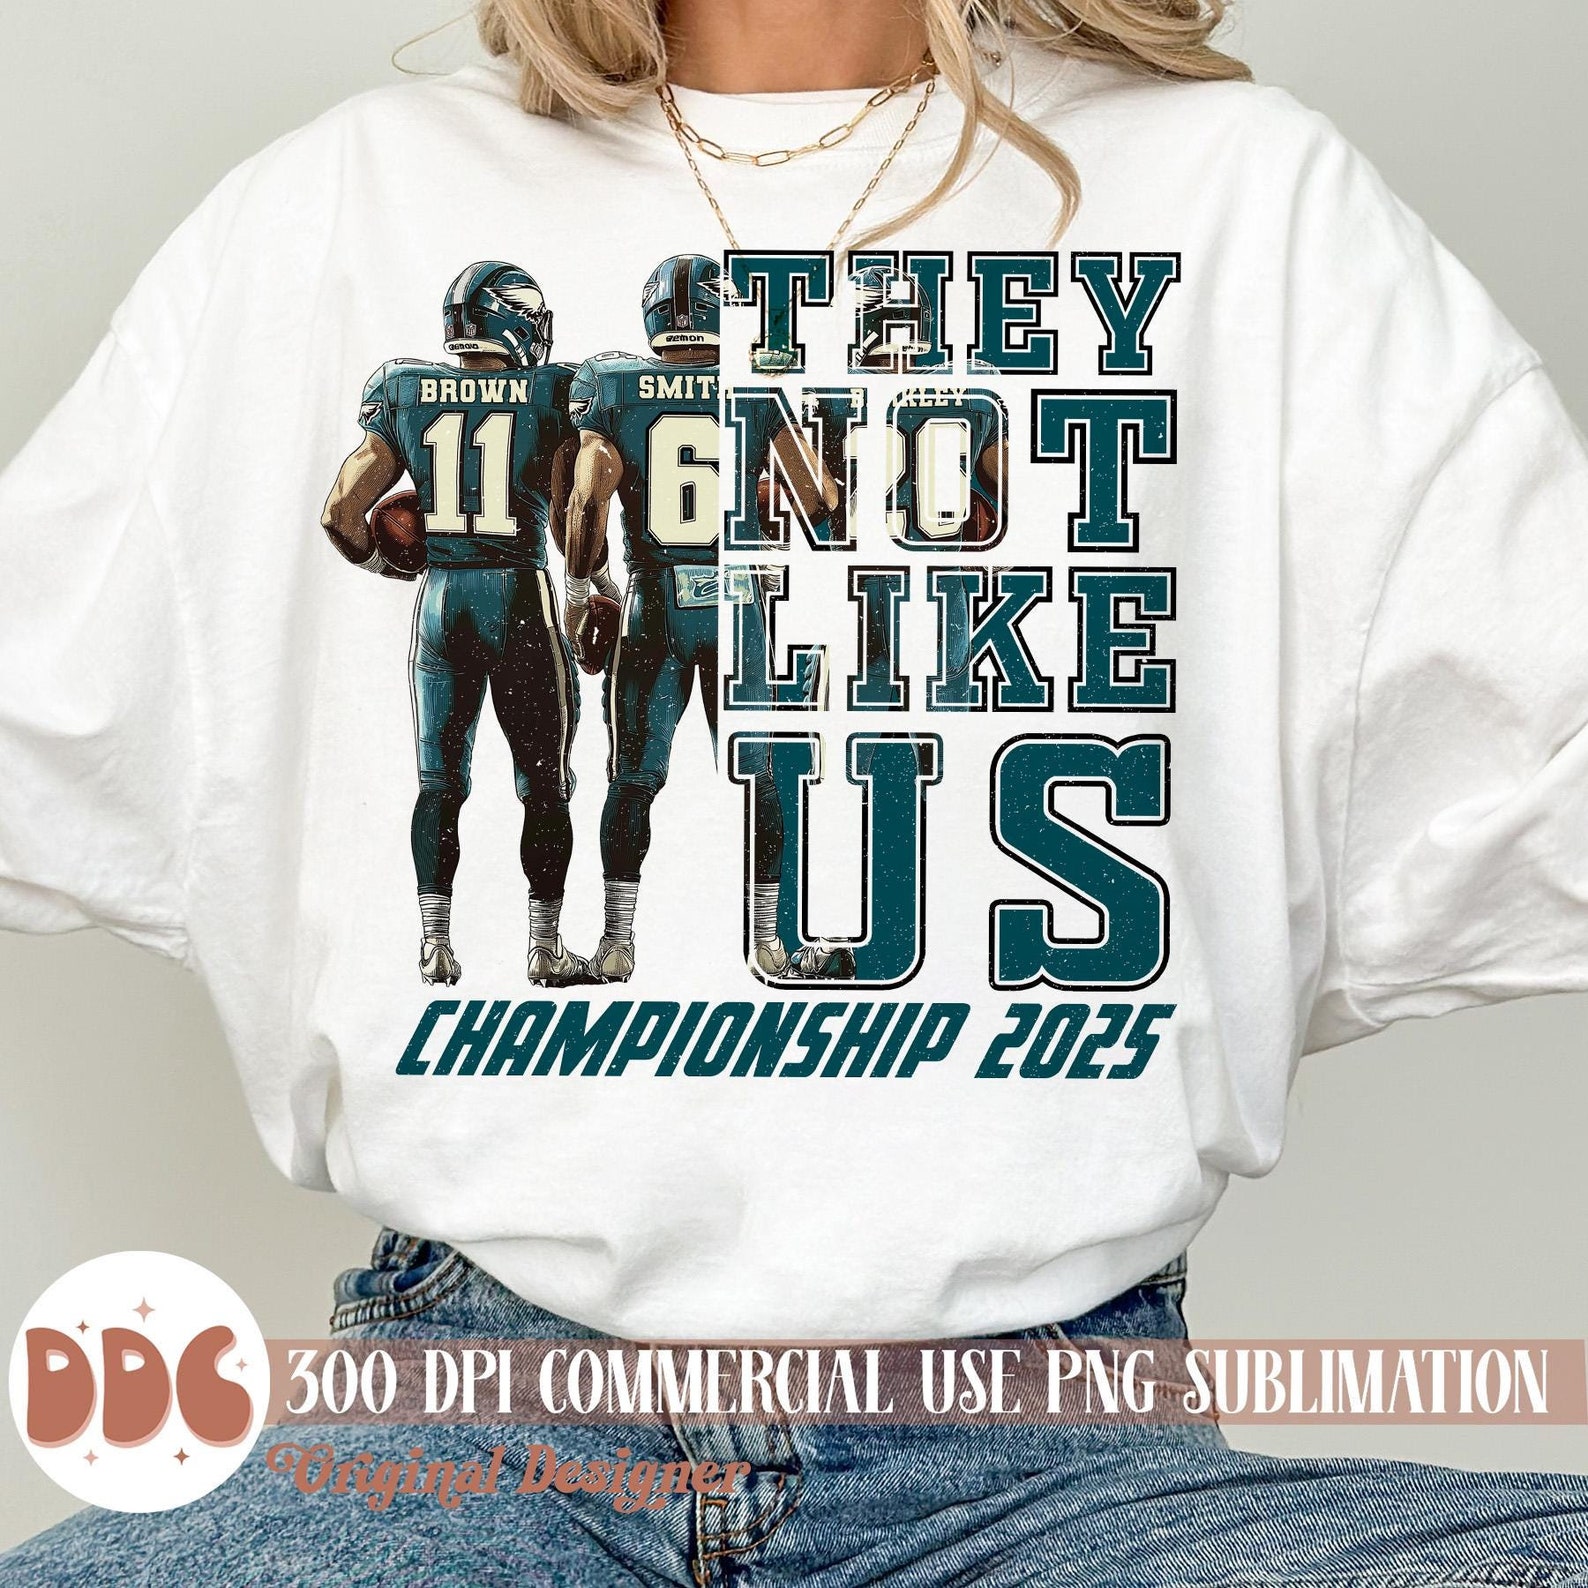 THEY
NOT
LIKE
US
BROWN
11
SMITH
6
CHAMPIONSHIP 2025
DDC
300 DPI COMMERCIAL USE PNG SUBLIMATION
Original Designer